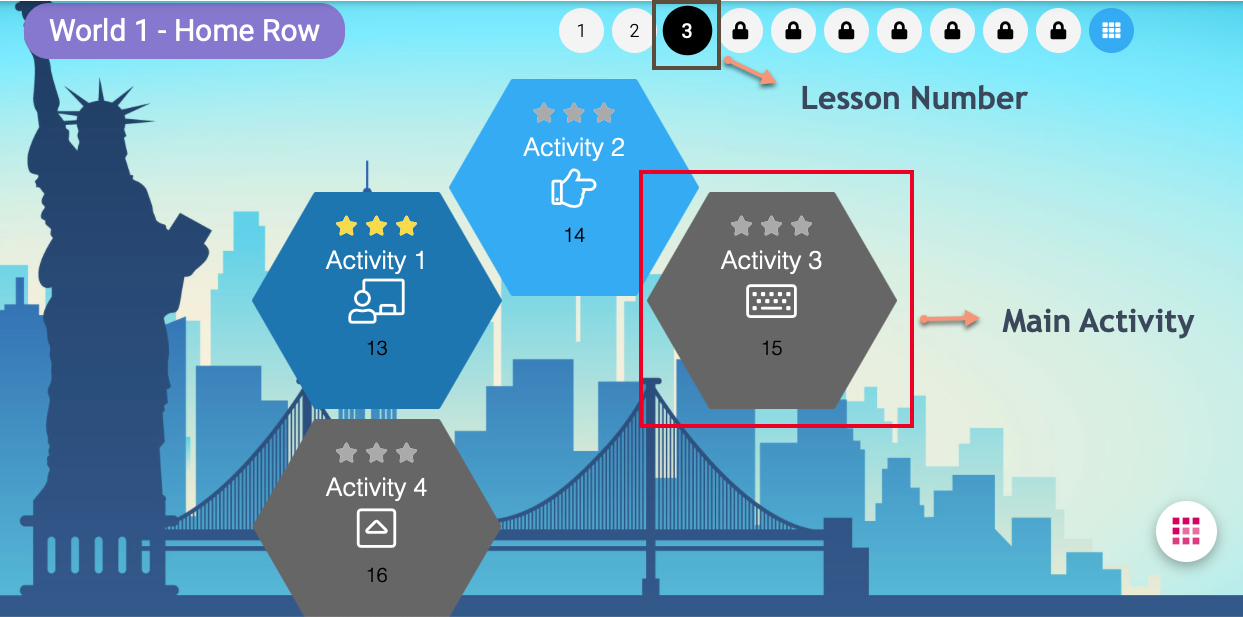 World 1 - Home Row
1
2
3
Lesson Number
Activity 2
14
Activity 1
13
Activity 3
15
Main Activity
Activity 4
16